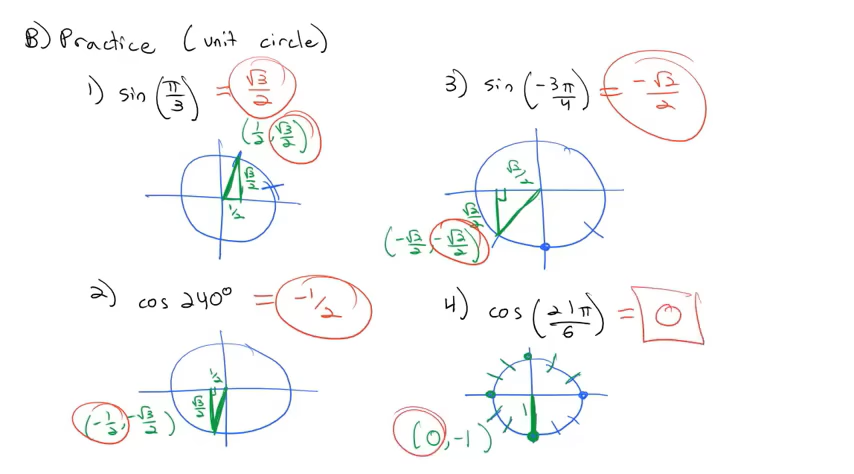 B) Practice (unit circle)
1) sin (π/3) = √3/2
(1/2, √3/2)
√3/2
1/2
2) cos 240° = -1/2
1/2
√3/2
(-1/2, -√3/2)
3) sin (-3π/4) = -√2/2
√2/2
√2/2
(-√2/2, -√2/2)
4) cos (21π/6) = 0
1
(0, -1)